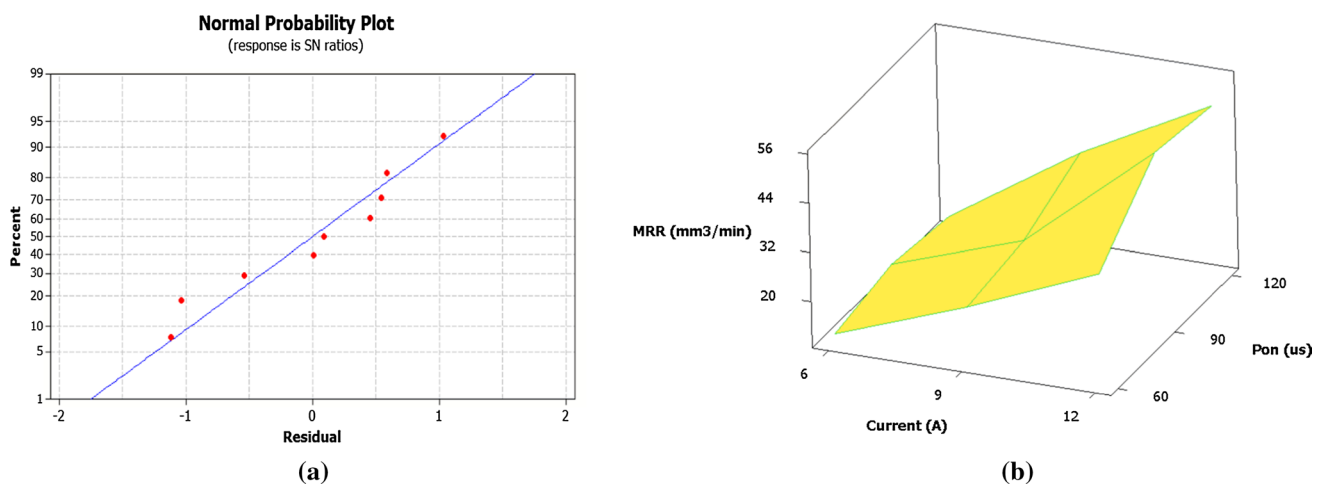 Normal Probability Plot
(response is SN ratios)
99
95
90
80
70
60
50
40
30
20
10
5
1
Percent
-2 -1 0 1 2
Residual
(a)
56
44
32
20
MRR (mm3/min)
6
9
12
Current (A)
120
90
60
Pon (us)
(b)